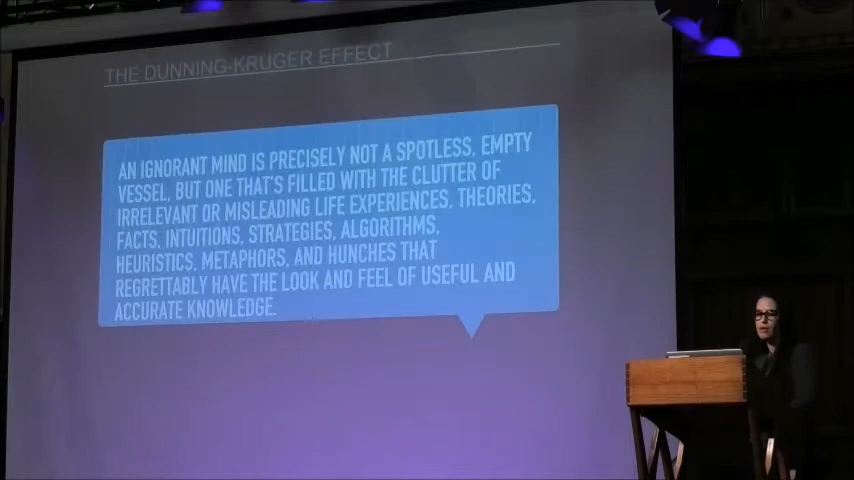 THE DUNNING-KRUGER EFFECT
AN IGNORANT MIND IS PRECISELY NOT A SPOTLESS, EMPTY
VESSEL, BUT ONE THAT'S FILLED WITH THE CLUTTER OF
IRRELEVANT OR MISLEADING LIFE EXPERIENCES, THEORIES,
FACTS, INTUITIONS, STRATEGIES, ALGORITHMS,
HEURISTICS, METAPHORS, AND HUNCHES THAT
REGRETTABLY HAVE THE LOOK AND FEEL OF USEFUL AND
ACCURATE KNOWLEDGE.